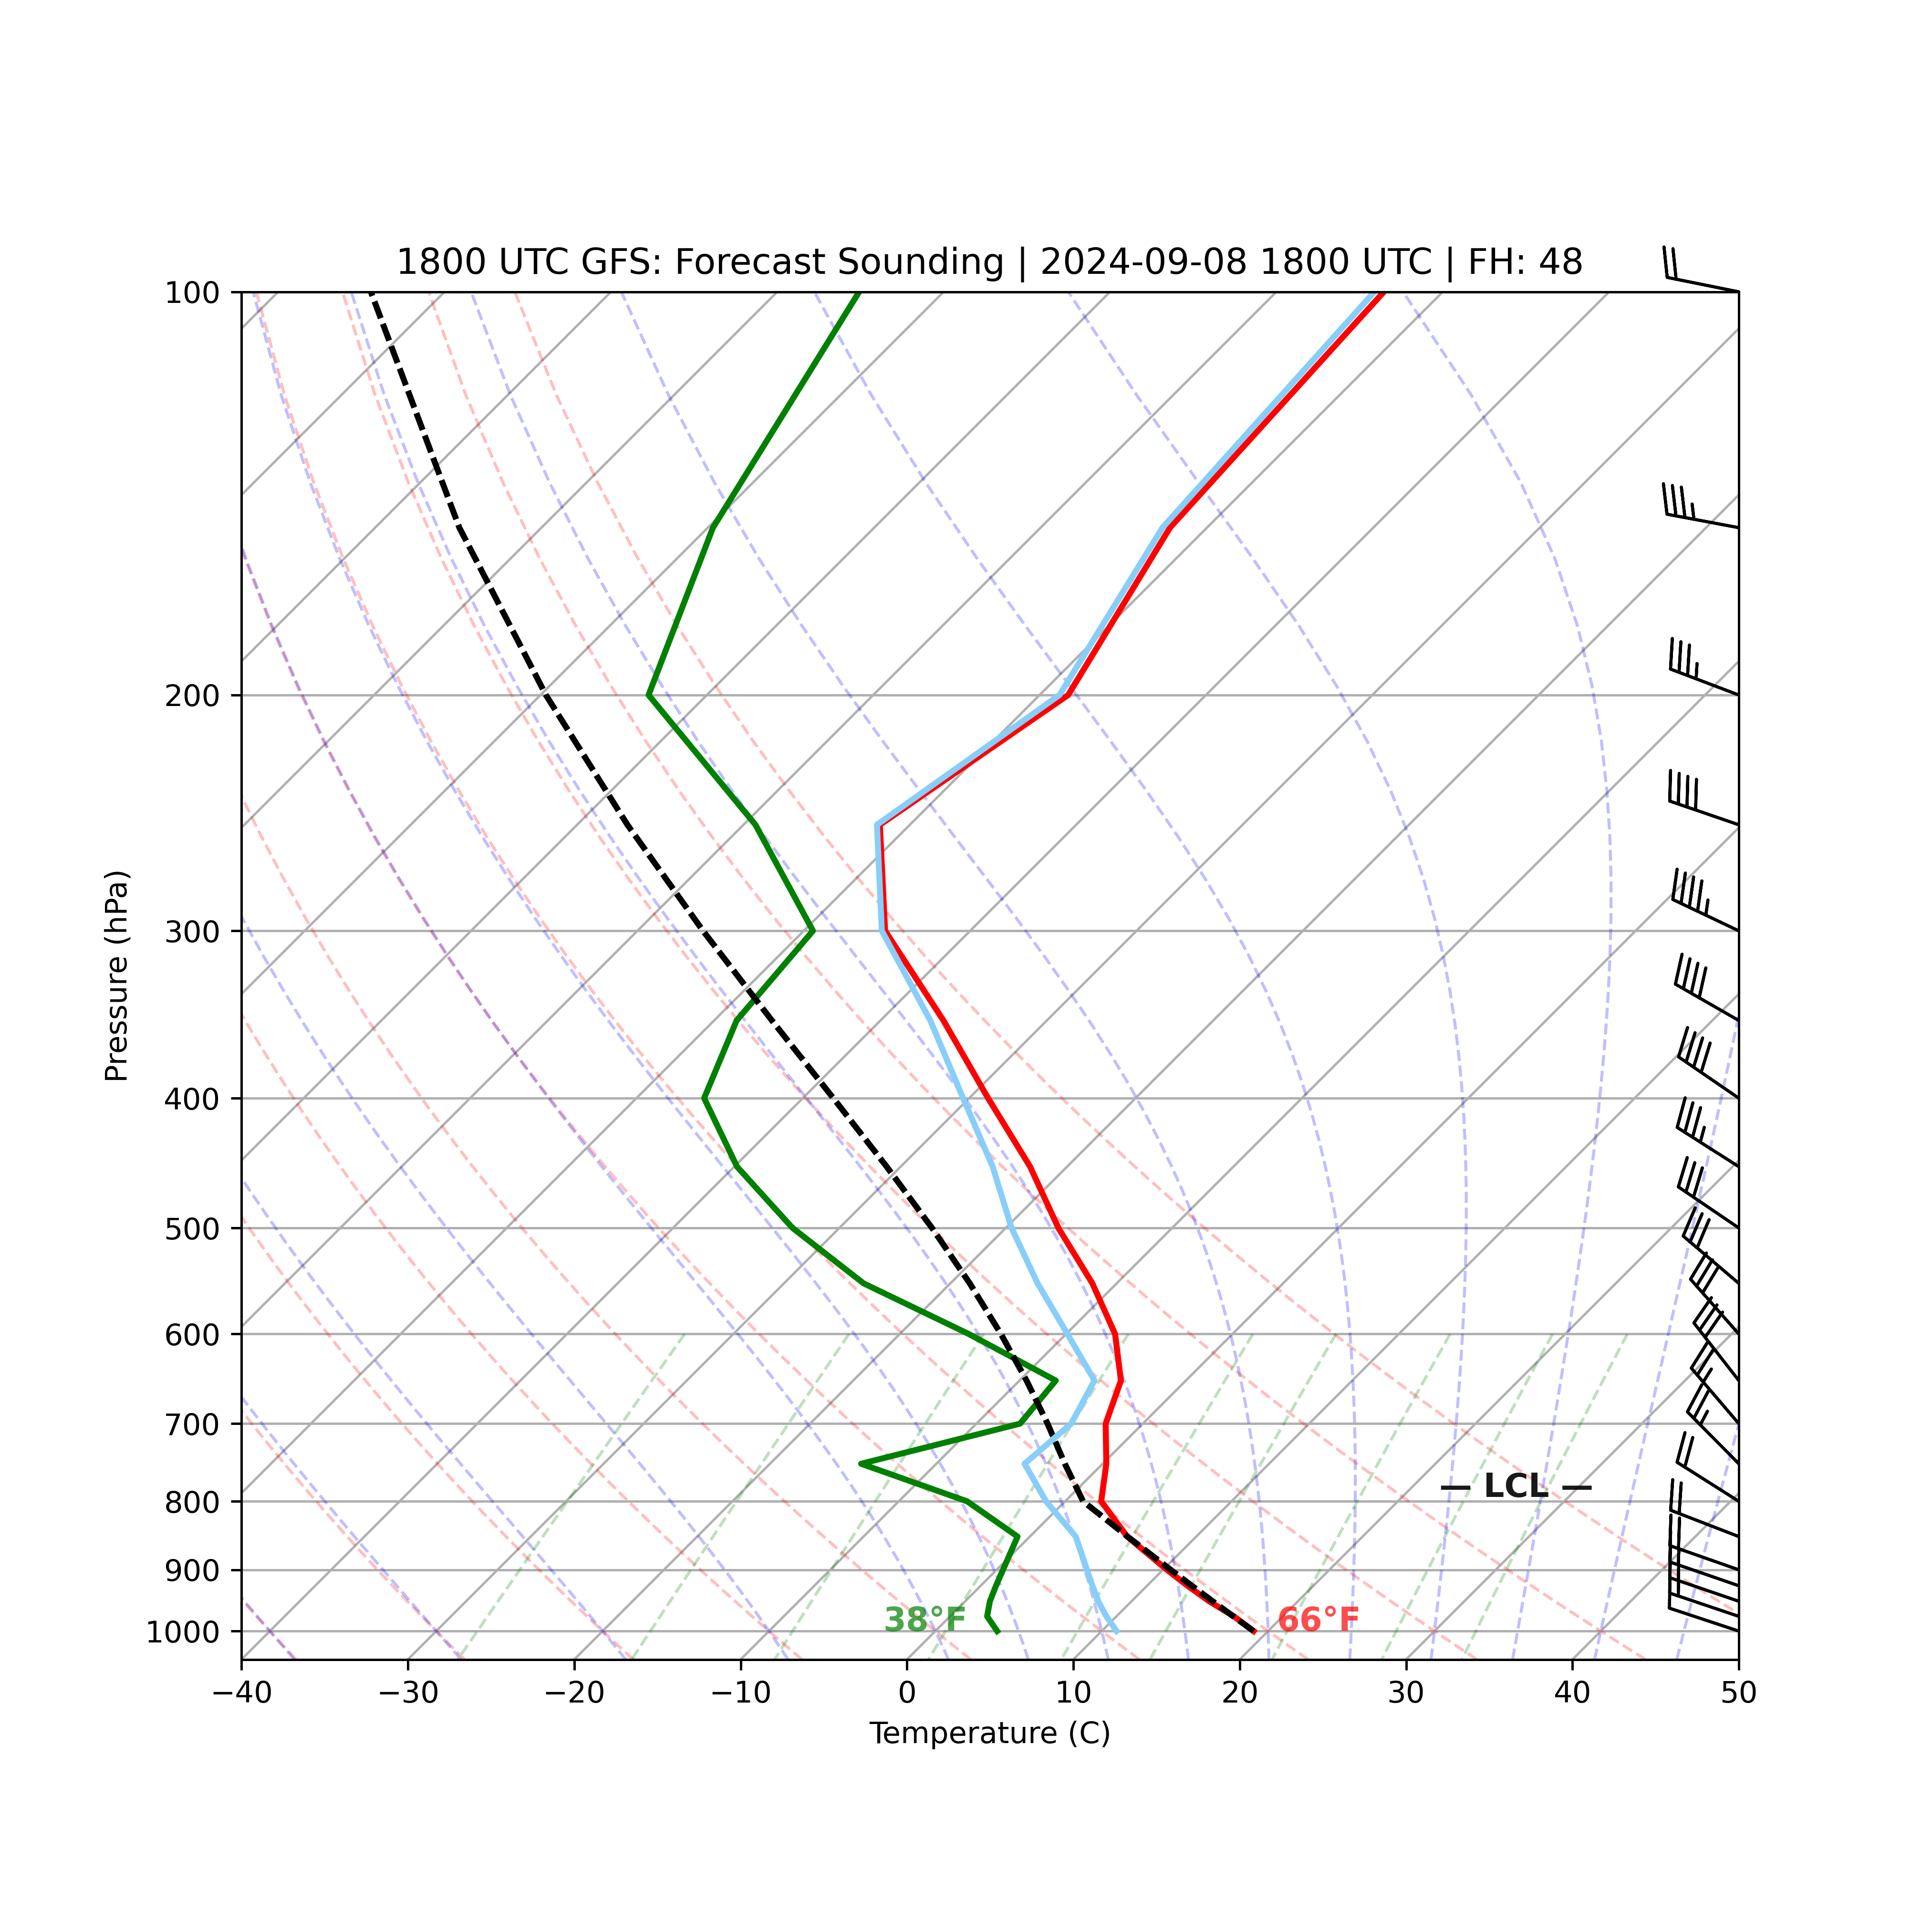 1800 UTC GFS: Forecast Sounding | 2024-09-08 1800 UTC | FH: 48
100
200
300
400
500
600
700
800
900
1000
Pressure (hPa)
— LCL —
38°F
66°F
−40 −30 −20 −10 0 10 20 30 40 50
Temperature (C)